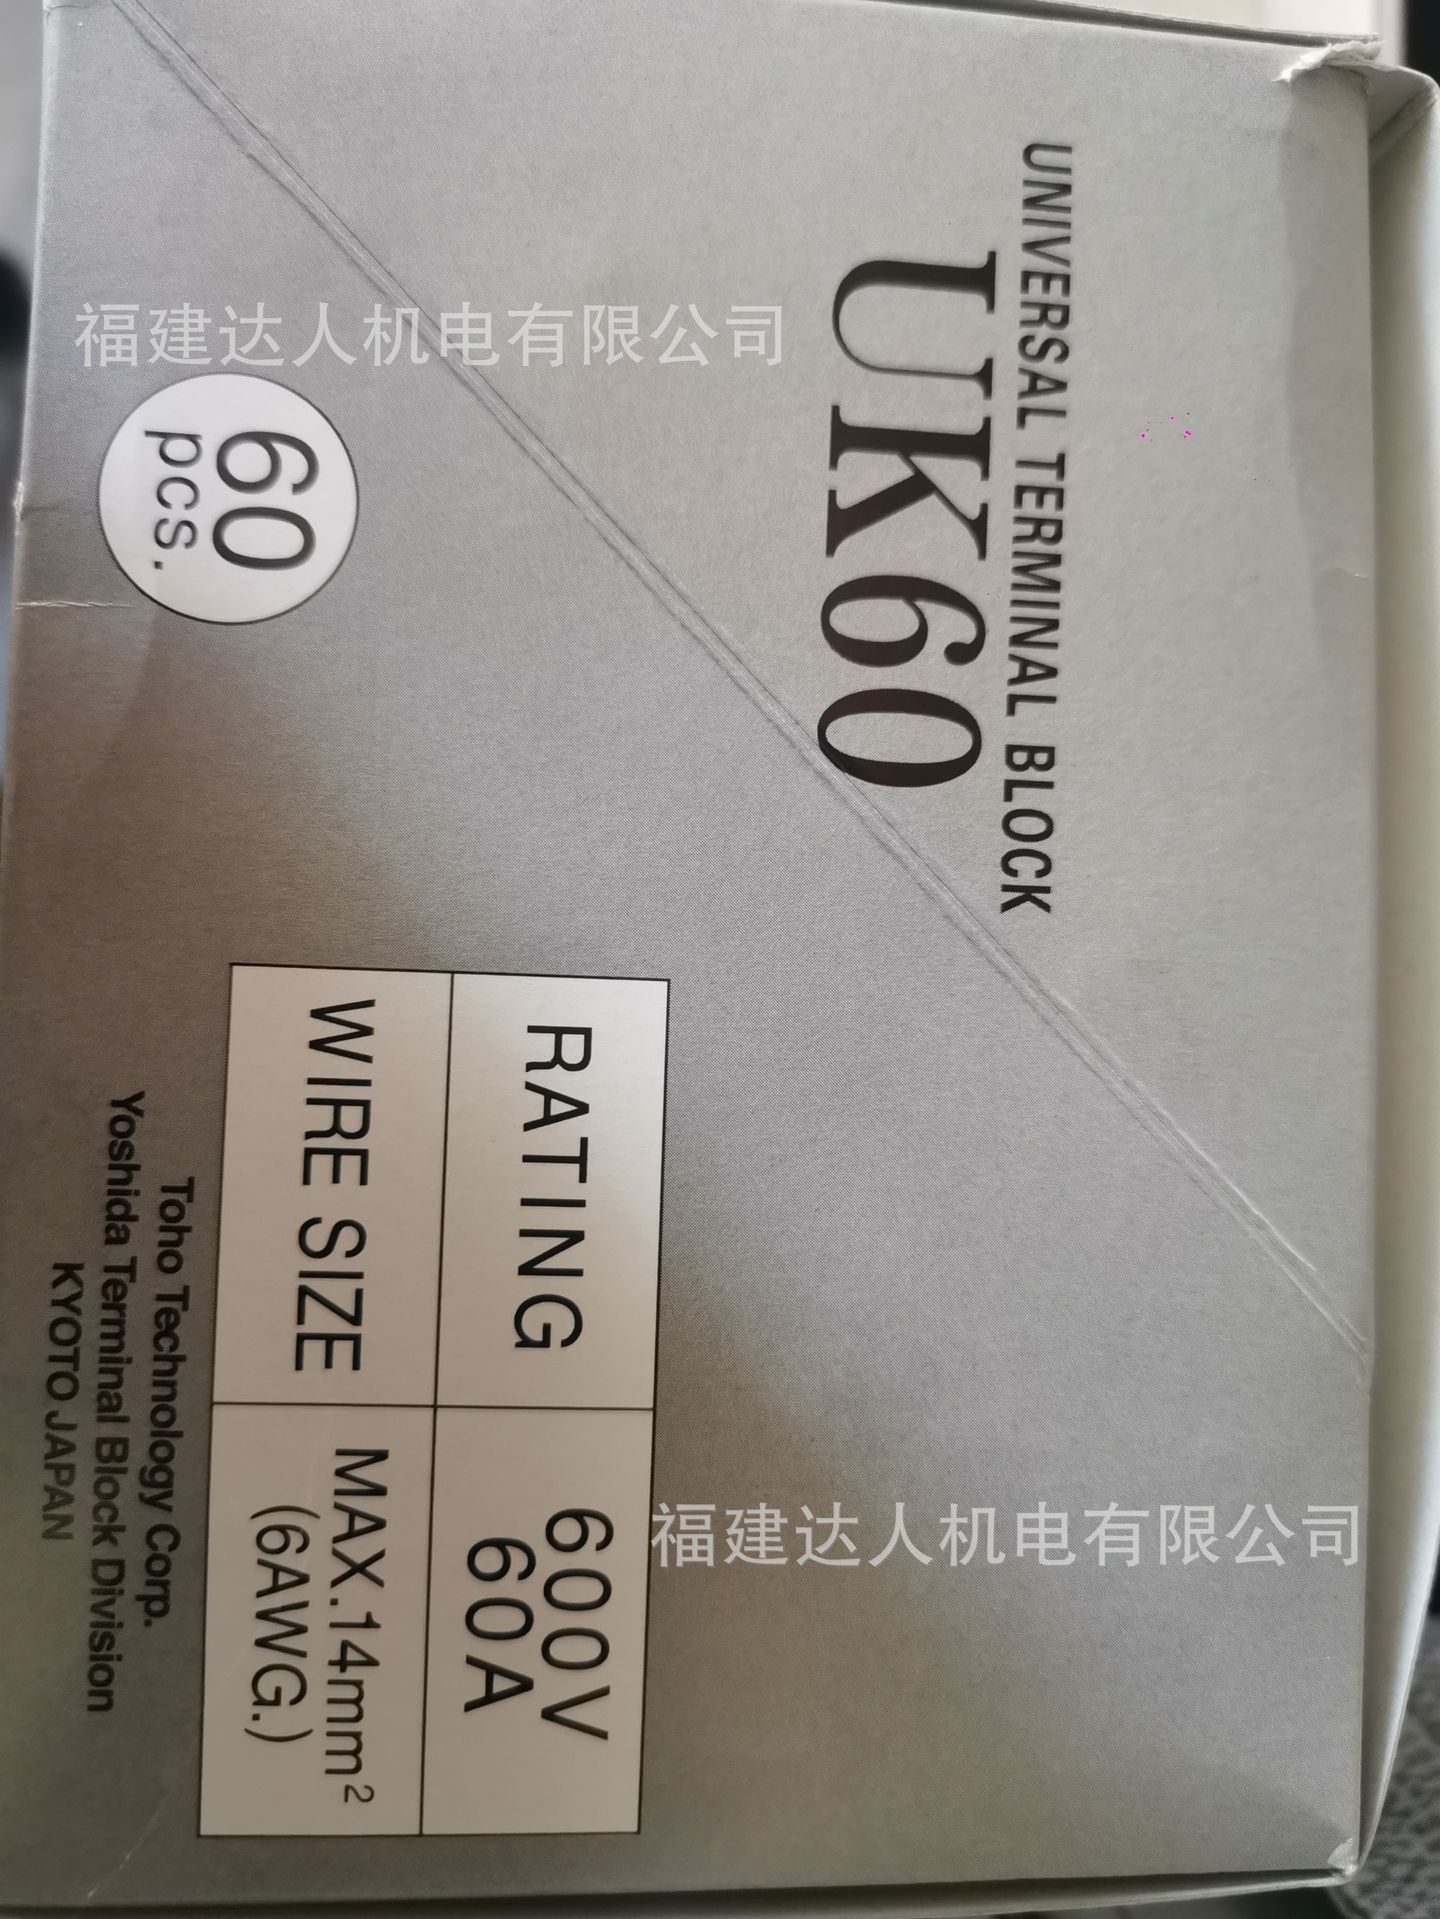 UNIVERSAL TERMINAL BLOCK
UK60
60
pcs.
RATING
600V
60A
WIRE SIZE
MAX.14mm²
(6AWG.)
Toho Technology Corp.
Yoshida Terminal Block Division
KYOTO JAPAN
福建达人机电有限公司
福建达人机电有限公司